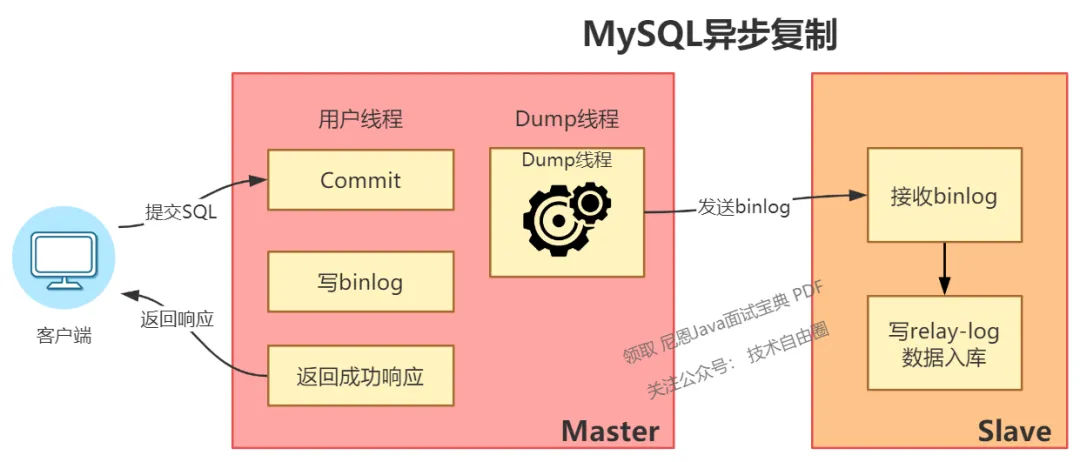 MySQL异步复制
用户线程
Dump线程
Commit
Dump线程
提交SQL
发送binlog
接收binlog
写binlog
返回响应
客户端
返回成功响应
写relay-log
数据入库
领取 尼恩Java面试宝典 PDF
关注公众号： 技术自由圈
Master
Slave